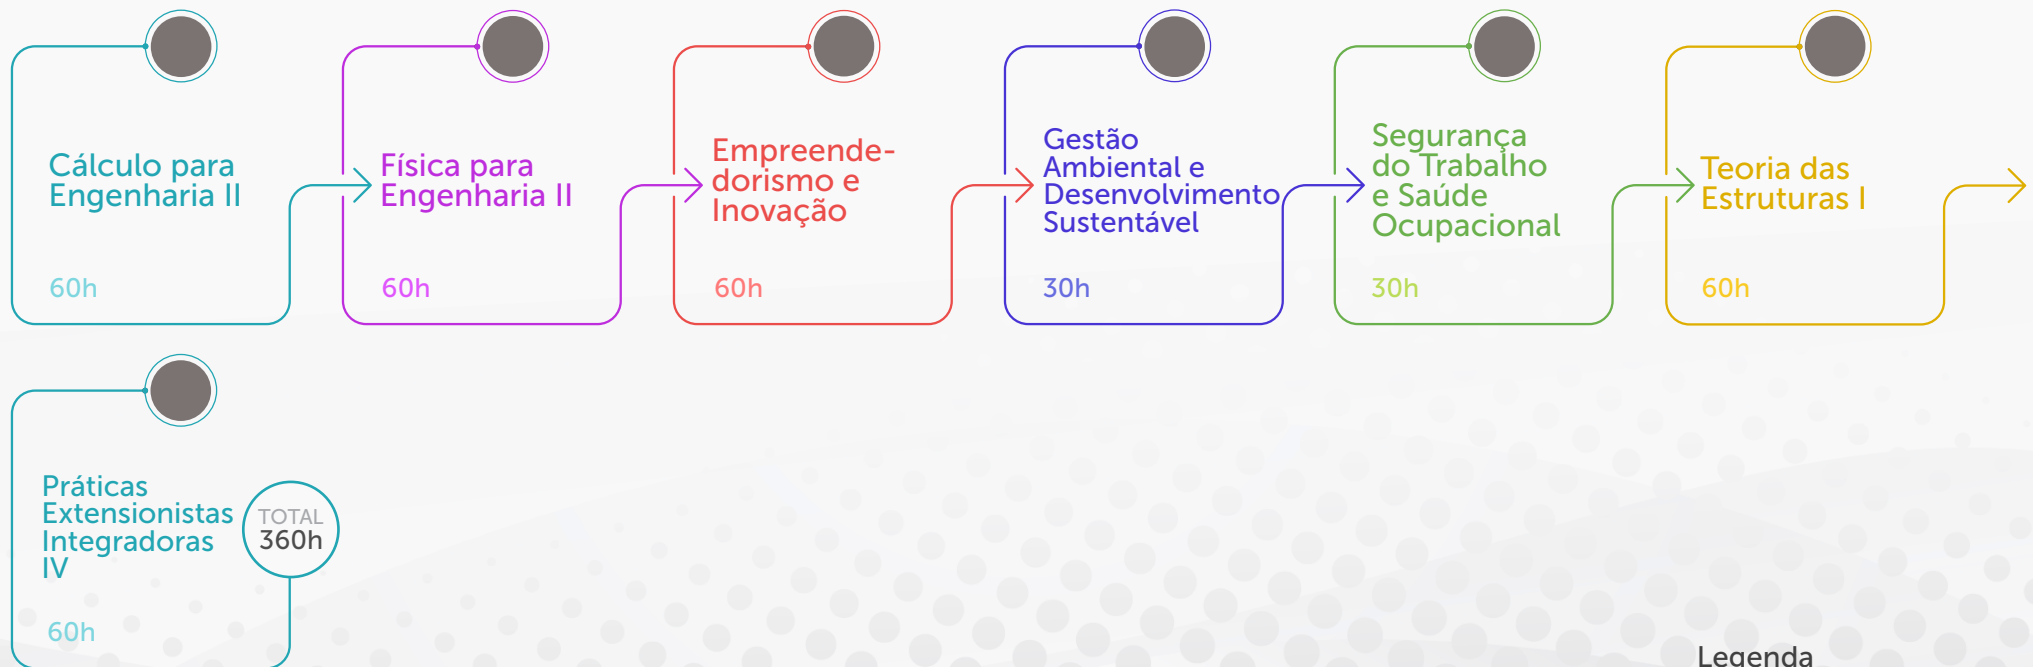 Cálculo para
Engenharia II
60h
Física para
Engenharia II
60h
Empreende-
dorismo e
Inovação
60h
Gestão
Ambiental e
Desenvolvimento
Sustentável
30h
Segurança
do Trabalho
e Saúde
Ocupacional
30h
Teoria das
Estruturas I
60h
Práticas
Extensionistas
Integradoras
IV
60h
TOTAL
360h
Legenda